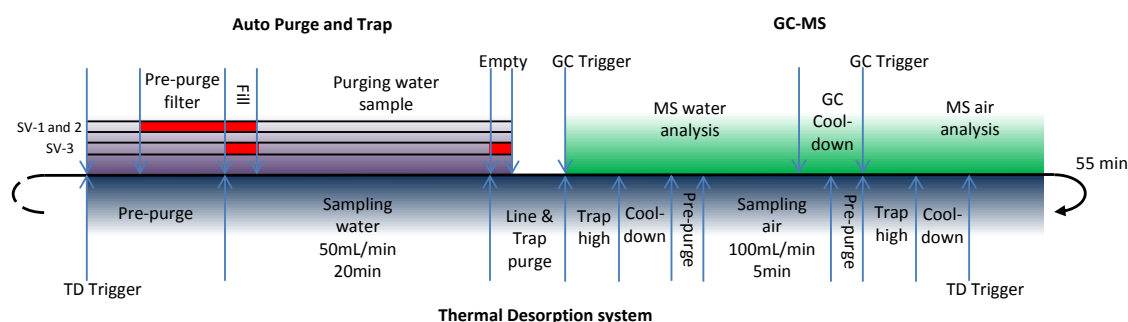 Auto Purge and Trap
GC-MS
Empty
GC Trigger
GC Trigger
Pre-purge
filter
Fill
Purging water
sample
MS water
analysis
GC
Cool-
down
MS air
analysis
SV-1 and 2
SV-3
55 min
Pre-purge
Sampling
water
50mL/min
20min
Line &
Trap
purge
Trap
high
Cool-
down
Pre-purge
Sampling
air
100mL/min
5min
Pre-purge
Trap
high
Cool-
down
TD Trigger
TD Trigger
Thermal Desorption system